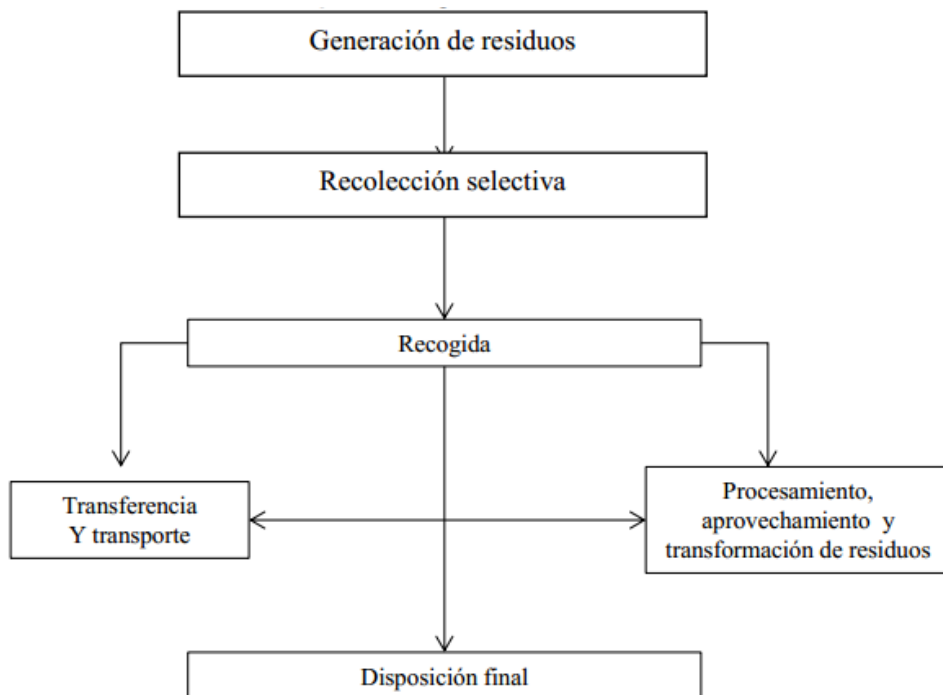 Generación de residuos
Recolección selectiva
Recogida
Transferencia
Y transporte
Procesamiento,
aprovechamiento y
transformación de residuos
Disposición final